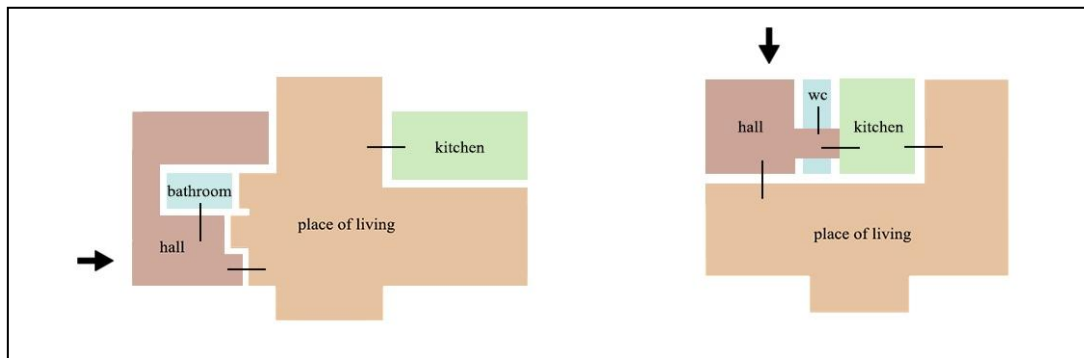 kitchen
bathroom
place of living
hall
wc
hall
kitchen
place of living